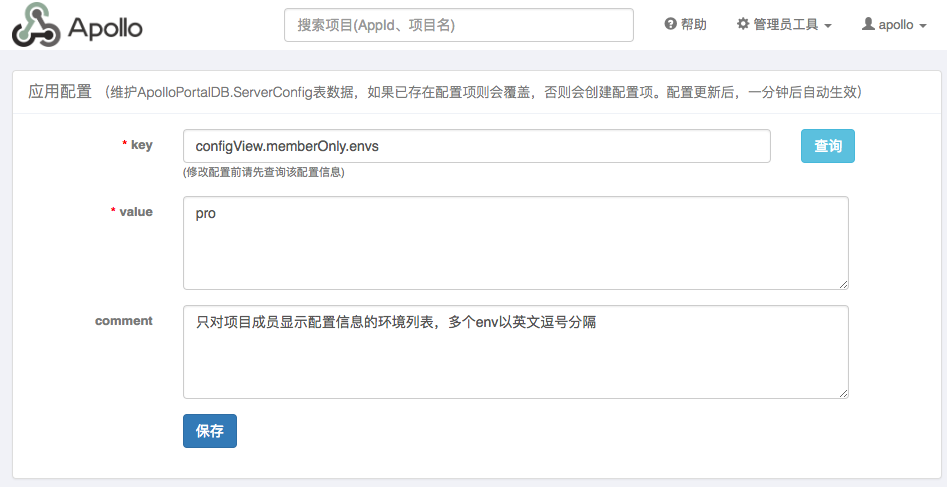 Apollo 搜索项目(AppId、项目名) 帮助 管理员工具 apollo
应用配置 （维护ApolloPortalDB.ServerConfig表数据，如果已存在配置项则会覆盖，否则会创建配置项。配置更新后，一分钟后自动生效）
* key configView.memberOnly.envs 查询
(修改配置前请先查询该配置信息)
* value pro
comment 只对项目成员显示配置信息的环境列表，多个env以英文逗号分隔
保存